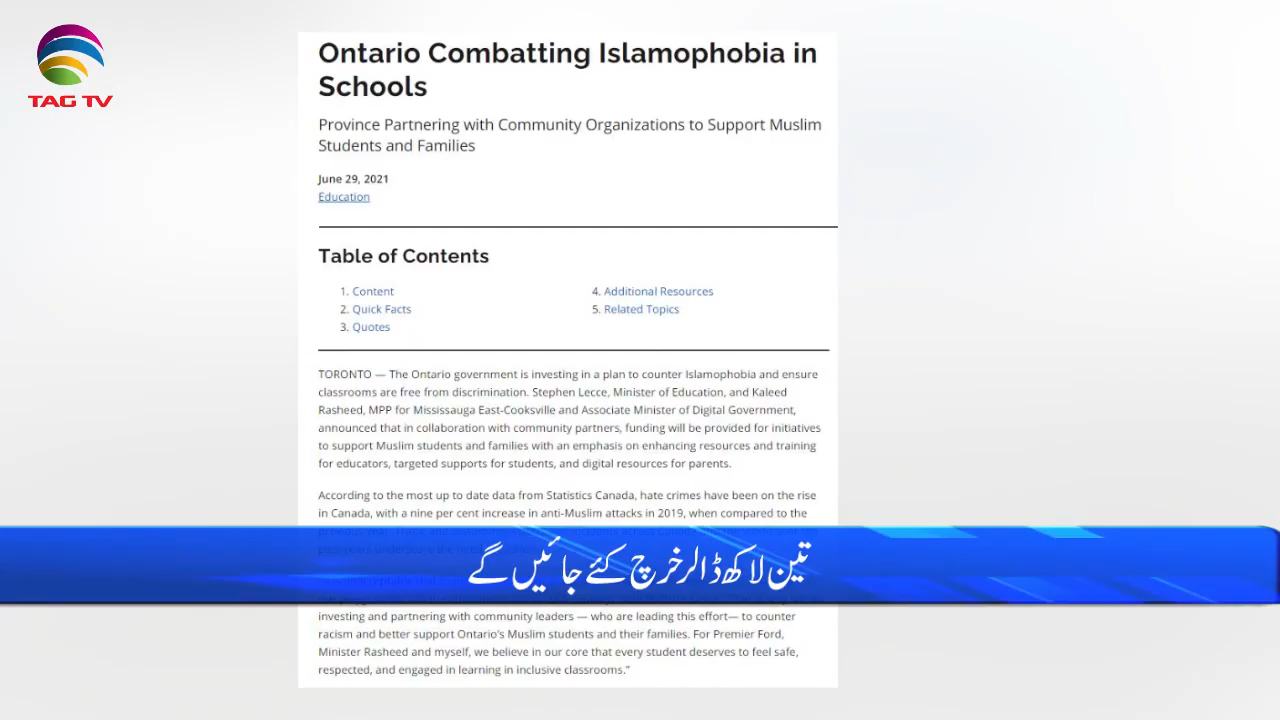 TAG TV
Ontario Combatting Islamophobia in
Schools
Province Partnering with Community Organizations to Support Muslim
Students and Families
June 29, 2021
Education
Table of Contents
1. Content
2. Quick Facts
3. Quotes
4. Additional Resources
5. Related Topics
TORONTO — The Ontario government is investing in a plan to counter Islamophobia and ensure
classrooms are free from discrimination. Stephen Lecce, Minister of Education, and Kaleed
Rasheed, MPP for Mississauga East-Cooksville and Associate Minister of Digital Government,
announced that in collaboration with community partners, funding will be provided for initiatives
to support Muslim students and families with an emphasis on enhancing resources and training
for educators, targeted supports for students, and digital resources for parents.
According to the most up to date data from Statistics Canada, hate crimes have been on the rise
in Canada, with a nine per cent increase in anti-Muslim attacks in 2019, when compared to the
تین لاکھ ڈالر خرچ کئے جائیں گے
investing and partnering with community leaders — who are leading this effort— to counter
racism and better support Ontario's Muslim students and their families. For Premier Ford,
Minister Rasheed and myself, we believe in our core that every student deserves to feel safe,
respected, and engaged in learning in inclusive classrooms."